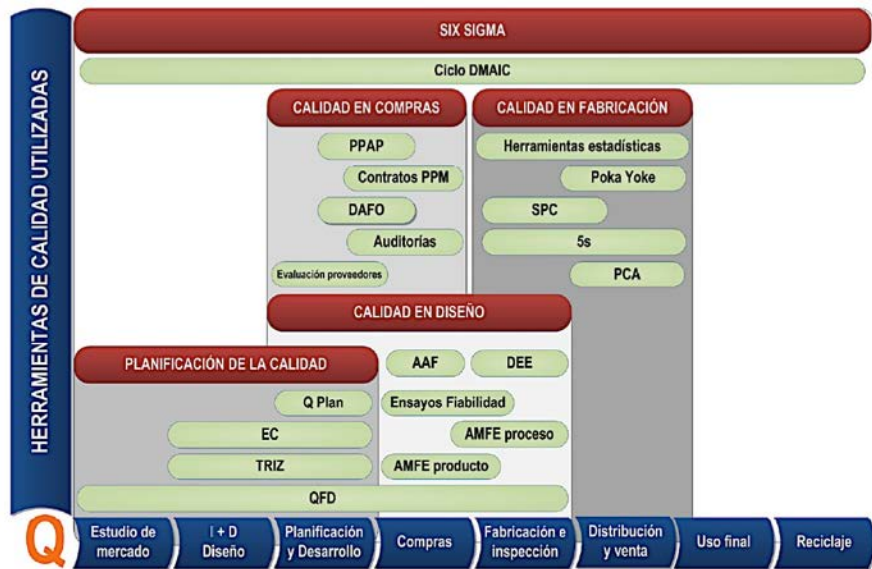 HERRAMIENTAS DE CALIDAD UTILIZADAS
SIX SIGMA
Ciclo DMAIC
CALIDAD EN COMPRAS
CALIDAD EN FABRICACIÓN
PPAP
Herramientas estadísticas
Contratos PPM
Poka Yoke
DAFO
SPC
Auditorías
5s
Evaluación proveedores
PCA
CALIDAD EN DISEÑO
PLANIFICACIÓN DE LA CALIDAD
AAF
DEE
Q Plan
Ensayos Fiabilidad
EC
AMFE proceso
TRIZ
AMFE producto
QFD
Q
Estudio de
mercado
I + D
Diseño
Planificación
y Desarrollo
Compras
Fabricación e
inspección
Distribución
y venta
Uso final
Reciclaje